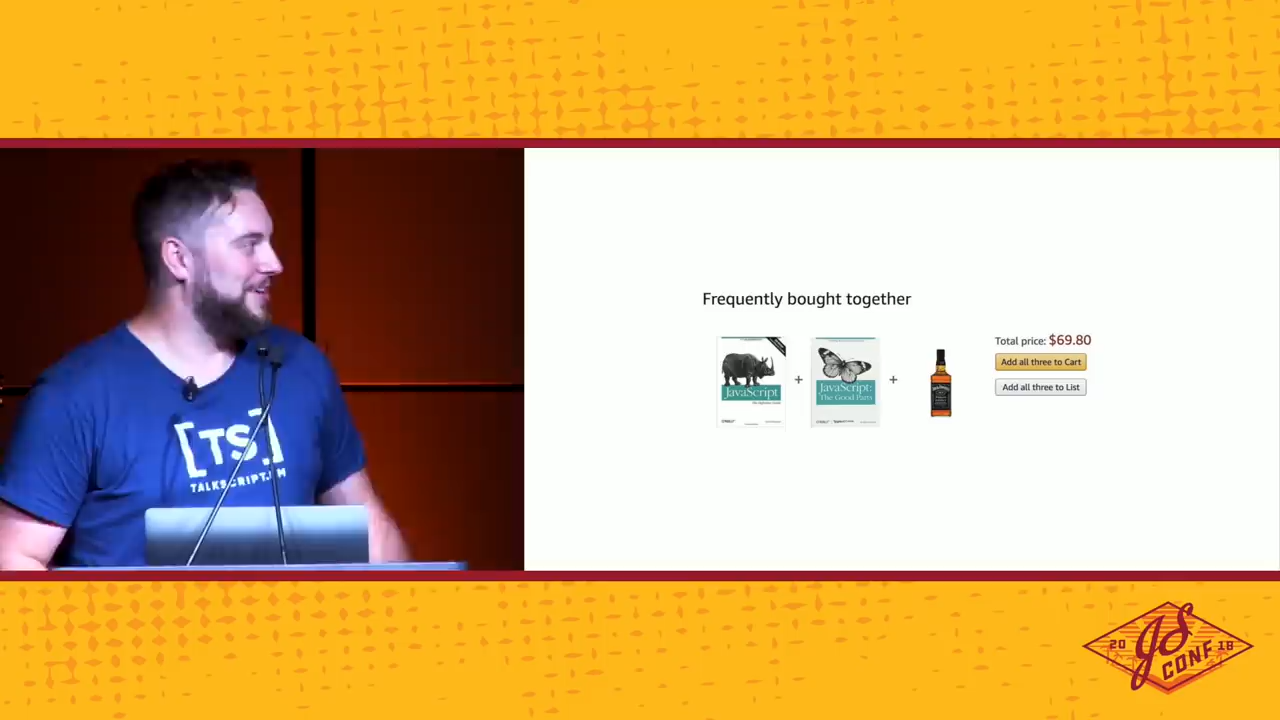 [TS]
TALKSCRIPT.FM
Frequently bought together
JavaScript
+
JavaScript:
The Good Parts
+
Total price: $69.80
Add all three to Cart
Add all three to List
20 18
JS
CONF